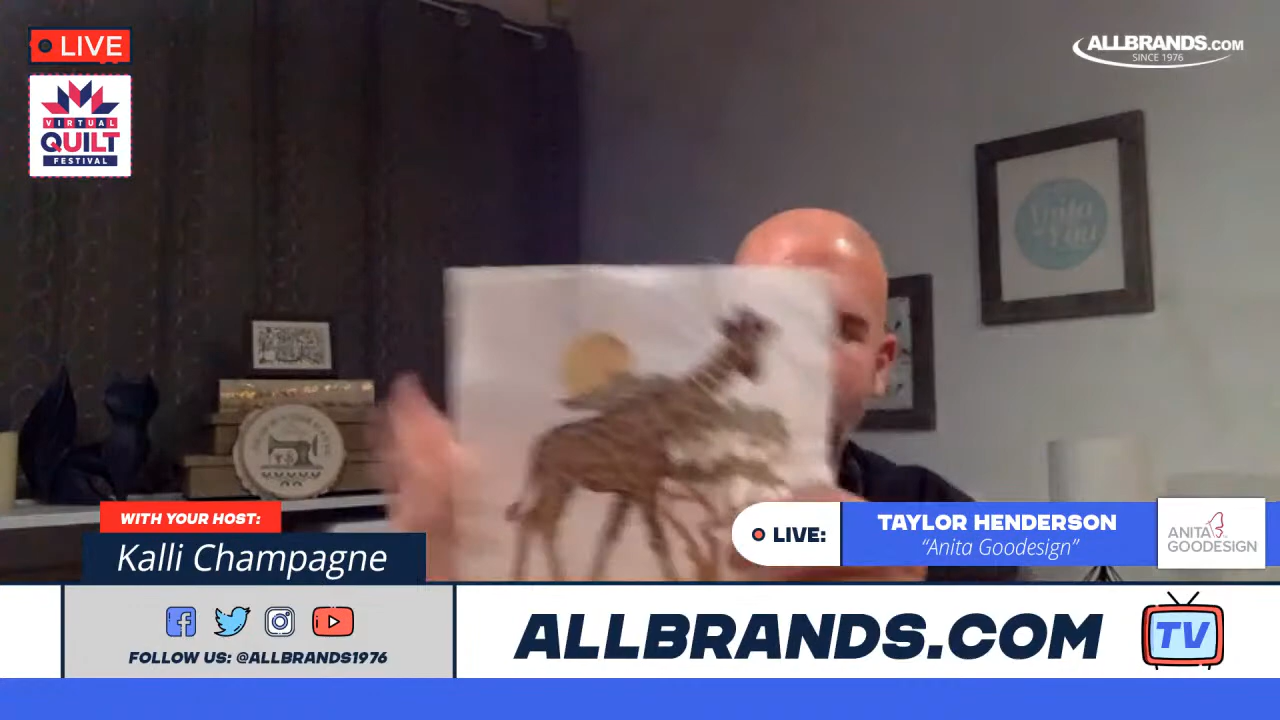 LIVE
VIRTUAL
QUILT
FESTIVAL
ALLBRANDS.COM
SINCE 1976
WITH YOUR HOST:
Kalli Champagne
LIVE:
TAYLOR HENDERSON
“Anita Goodesign”
ANITA
GOODESIGN
FOLLOW US: @ALLBRANDS1976
ALLBRANDS.COM
TV